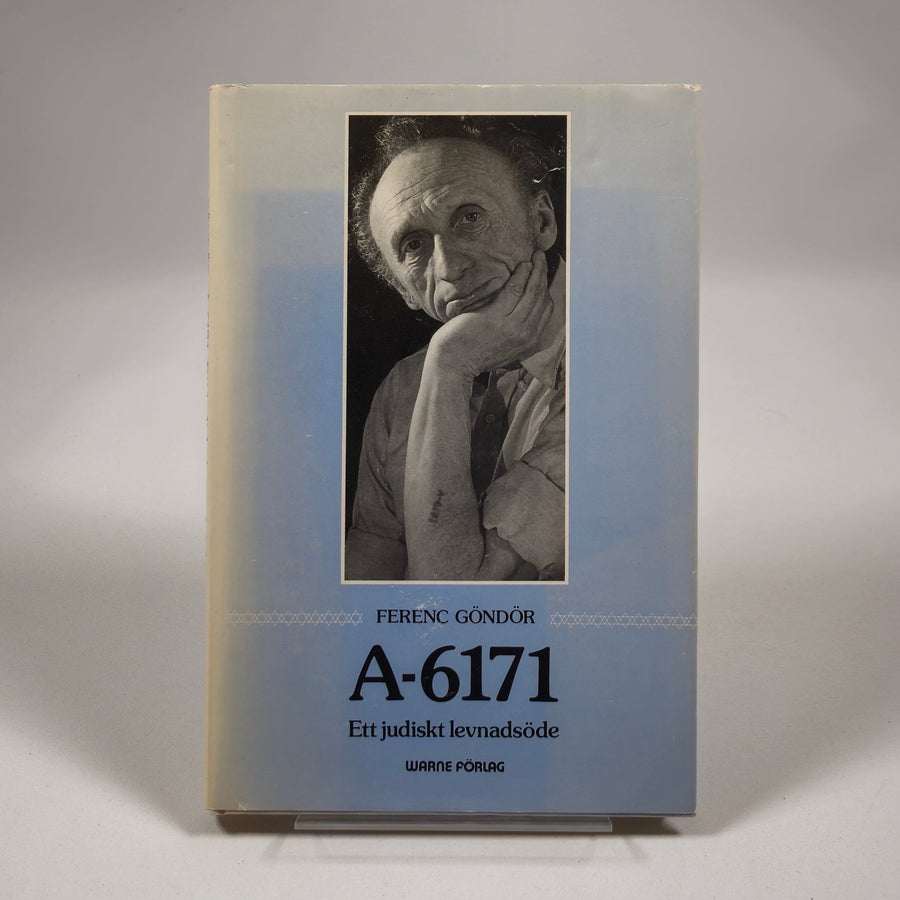 FERENC GÖNDÖR
A-6171
Ett judiskt levnadsöde
WARNE FÖRLAG